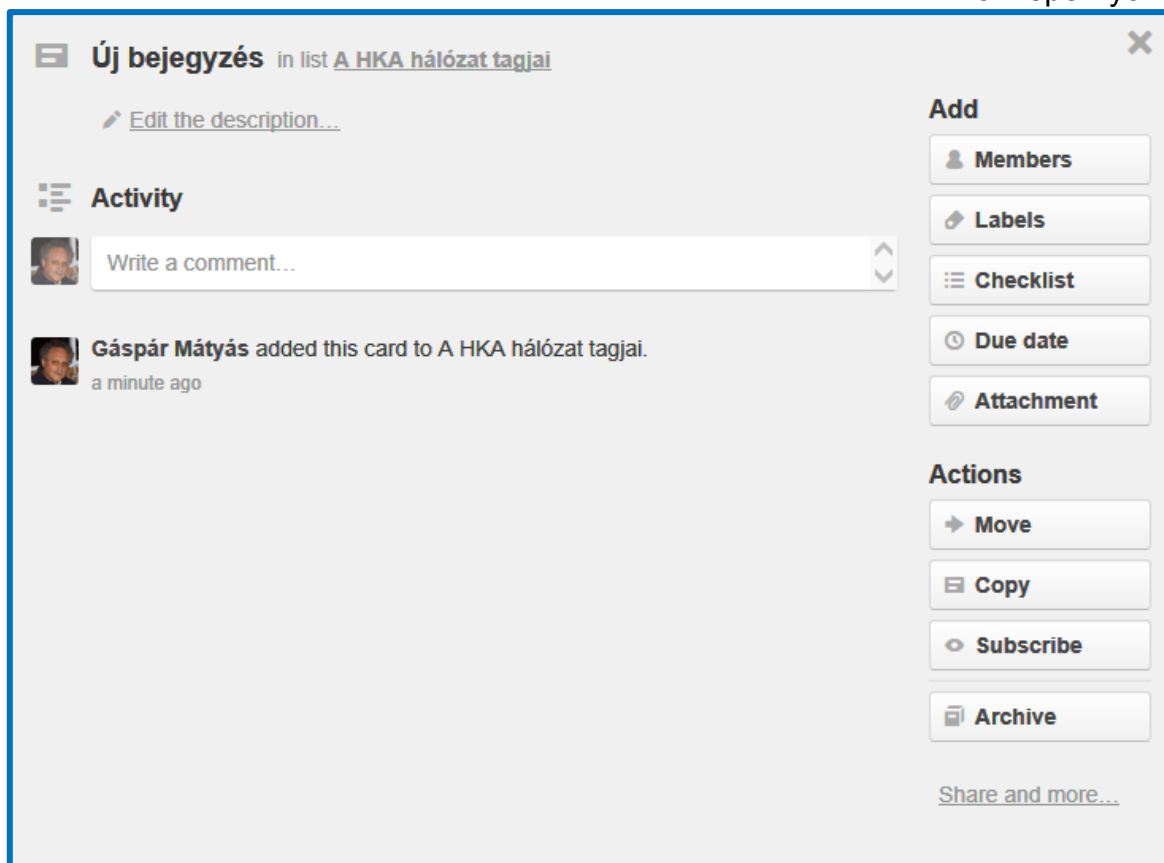 Új bejegyzés in list A HKA hálózat tagjai
Edit the description...
Activity
Write a comment...
Gáspár Mátyás added this card to A HKA hálózat tagjai.
a minute ago
Add
Members
Labels
Checklist
Due date
Attachment
Actions
Move
Copy
Subscribe
Archive
Share and more...